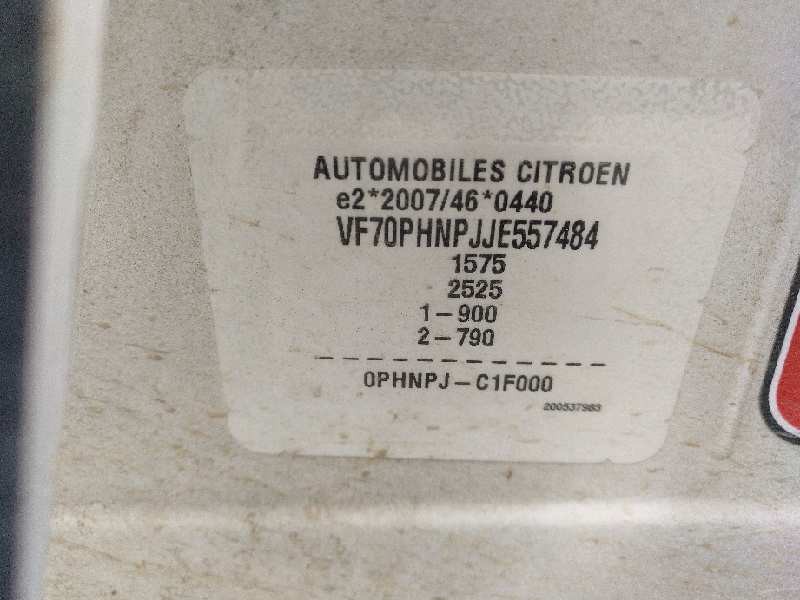 AUTOMOBILES CITROEN
e2*2007/46*0440
VF70PHNPJJE557484
1575
2525
1-900
2-790
0PHNPJ-C1F000
200537983